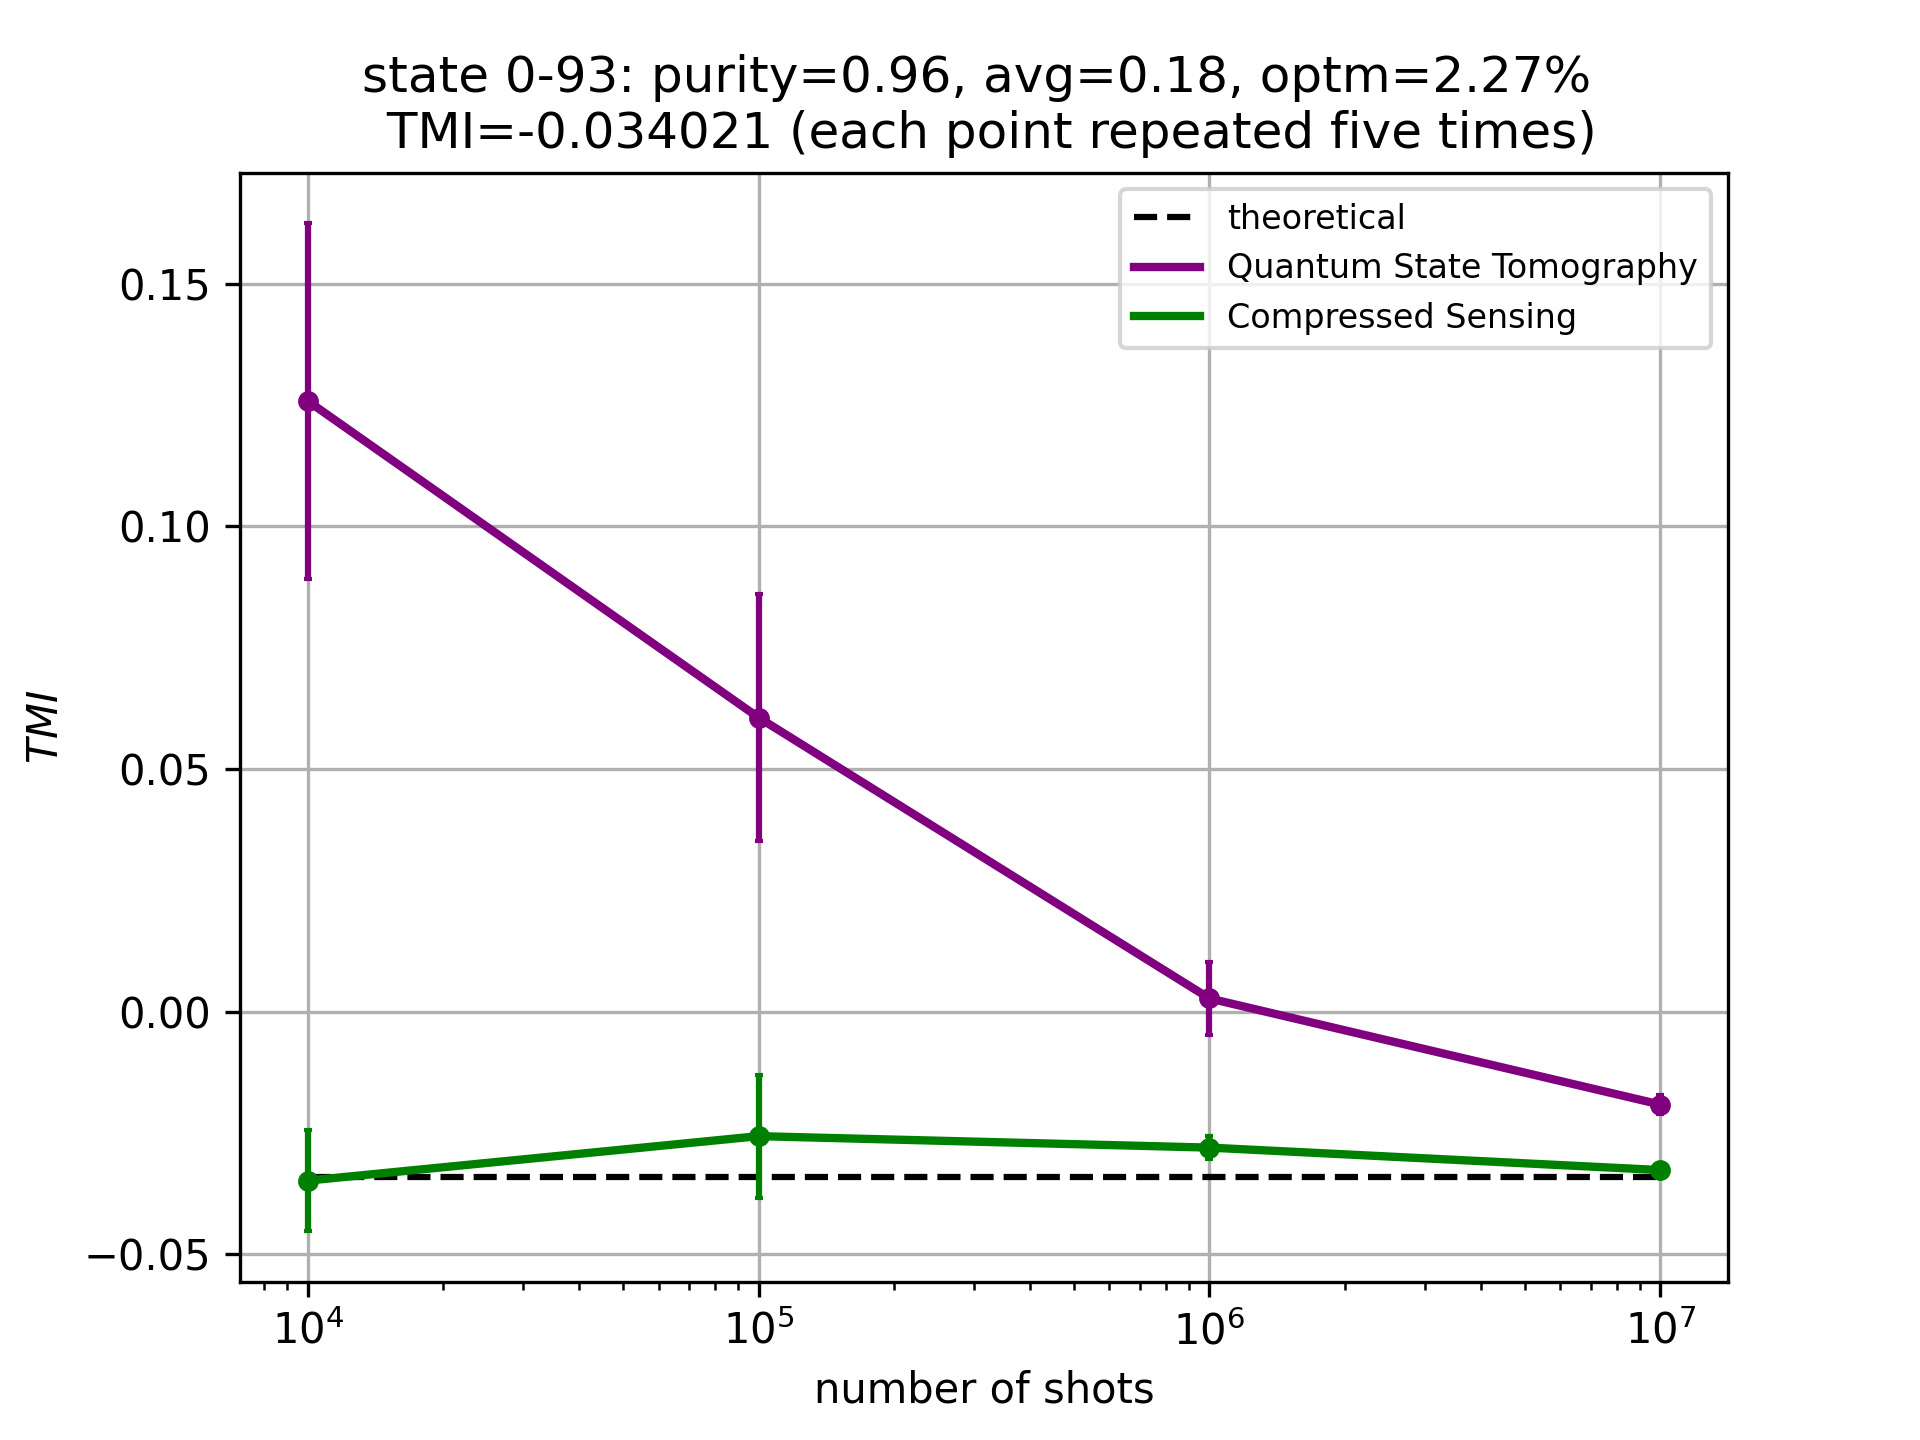 state 0-93: purity=0.96, avg=0.18, optm=2.27%
TMI=-0.034021 (each point repeated five times)
theoretical
Quantum State Tomography
Compressed Sensing
TMI
0.15
0.10
0.05
0.00
−0.05
10⁴ 10⁵ 10⁶ 10⁷
number of shots